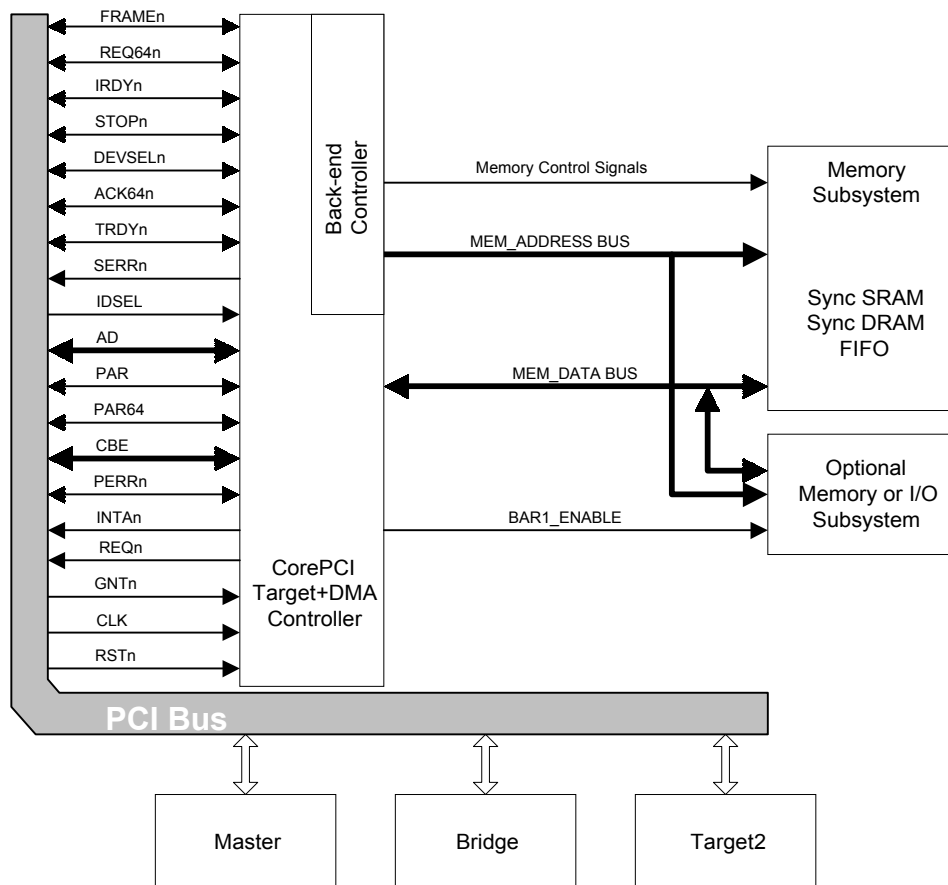 FRAMEn
REQ64n
IRDYn
STOPn
DEVSELn
ACK64n
TRDYn
SERRn
IDSEL
AD
PAR
PAR64
CBE
PERRn
INTAn
REQn
GNTn
CLK
RSTn
Back-end
Controller
CorePCI
Target+DMA
Controller
Memory Control Signals
MEM_ADDRESS BUS
MEM_DATA BUS
BAR1_ENABLE
Memory
Subsystem
Sync SRAM
Sync DRAM
FIFO
Optional
Memory or I/O
Subsystem
PCI Bus
Master
Bridge
Target2